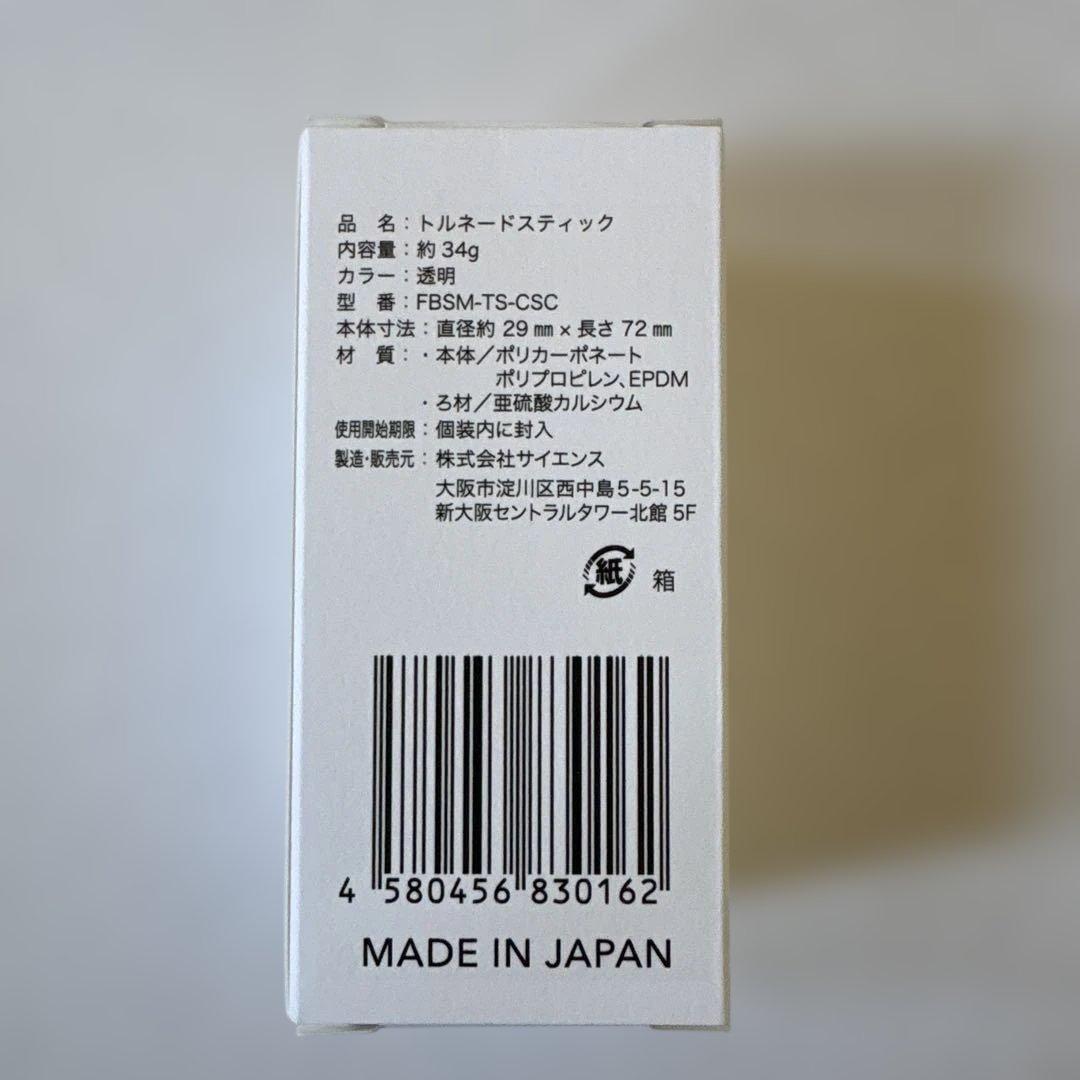 品　名：トルネードスティック
内容量：約 34g
カラー：透明
型　番：FBSM-TS-CSC
本体寸法：直径約 29 ㎜ × 長さ 72 ㎜
材　質：・本体／ポリカーボネート
ポリプロピレン、EPDM
・ろ材／亜硫酸カルシウム
使用開始期限：個装内に封入
製造・販売元：株式会社サイエンス
大阪市淀川区西中島5-5-15
新大阪セントラルタワー北館 5F
紙 箱
4 580456 830162
MADE IN JAPAN